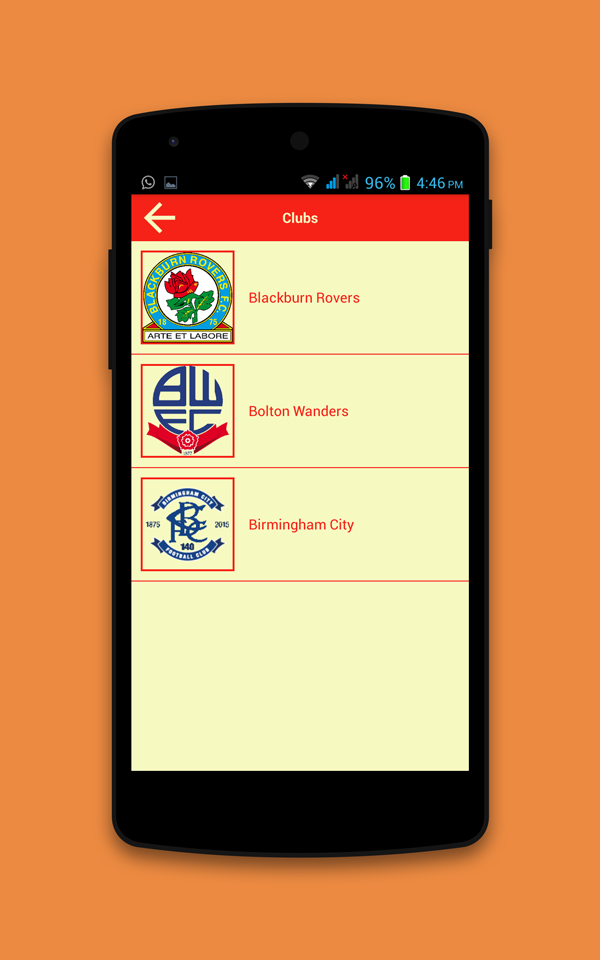 96% 4:46 PM
Clubs
BLACKBURN ROVERS F.C.
18 75
ARTE ET LABORE
Blackburn Rovers
BWFC
1877
Bolton Wanders
BIRMINGHAM CITY
1875 2015
BCFC
140
FOOTBALL CLUB
Birmingham City